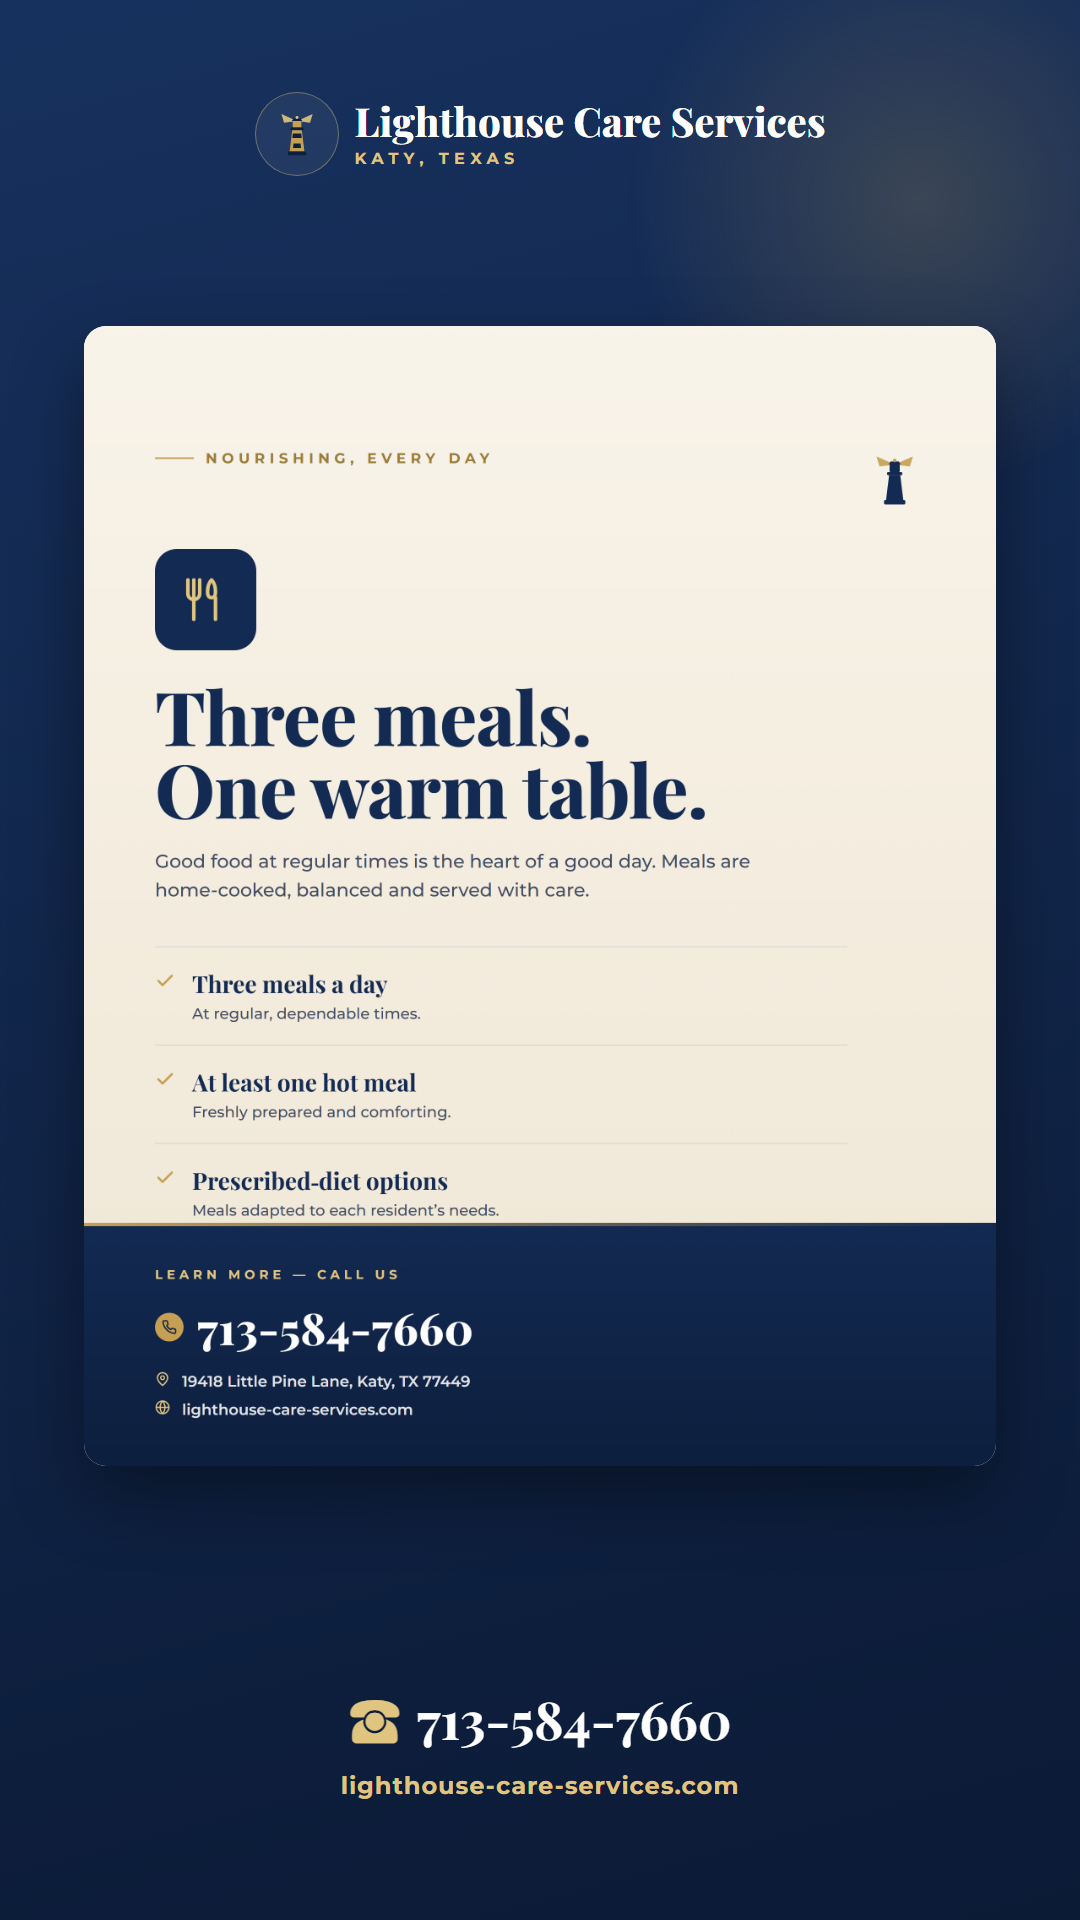 Lighthouse Care Services
KATY, TEXAS
NOURISHING, EVERY DAY
Three meals.
One warm table.
Good food at regular times is the heart of a good day. Meals are
home-cooked, balanced and served with care.
Three meals a day
At regular, dependable times.
At least one hot meal
Freshly prepared and comforting.
Prescribed-diet options
Meals adapted to each resident’s needs.
LEARN MORE — CALL US
713-584-7660
19418 Little Pine Lane, Katy, TX 77449
lighthouse-care-services.com
713-584-7660
lighthouse-care-services.com